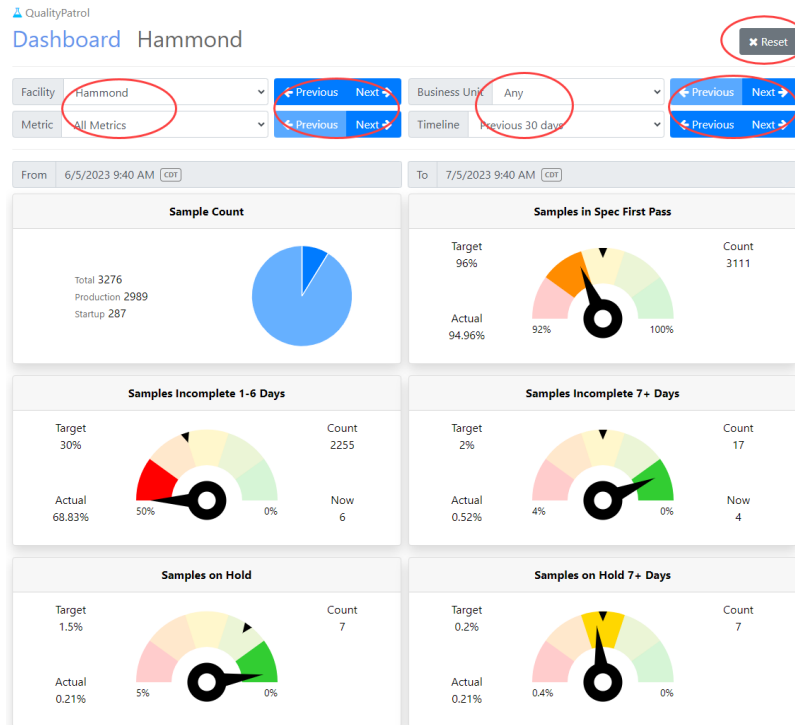 QualityPatrol
Dashboard Hammond
Reset
Facility Hammond Previous Next Business Unit Any Previous Next
Metric All Metrics Previous Next Timeline Previous 30 days Previous Next
From 6/5/2023 9:40 AM CDT To 7/5/2023 9:40 AM CDT
Sample Count
Total 3276
Production 2989
Startup 287
Samples in Spec First Pass
Target
96%
Count
3111
Actual
94.96%
92% 100%
Samples Incomplete 1-6 Days
Target
30%
Count
2255
Actual
68.83%
50% 0%
Now
6
Samples Incomplete 7+ Days
Target
2%
Count
17
Actual
0.52%
4% 0%
Now
4
Samples on Hold
Target
1.5%
Count
7
Actual
0.21%
5% 0%
Samples on Hold 7+ Days
Target
0.2%
Count
7
Actual
0.21%
0.4% 0%